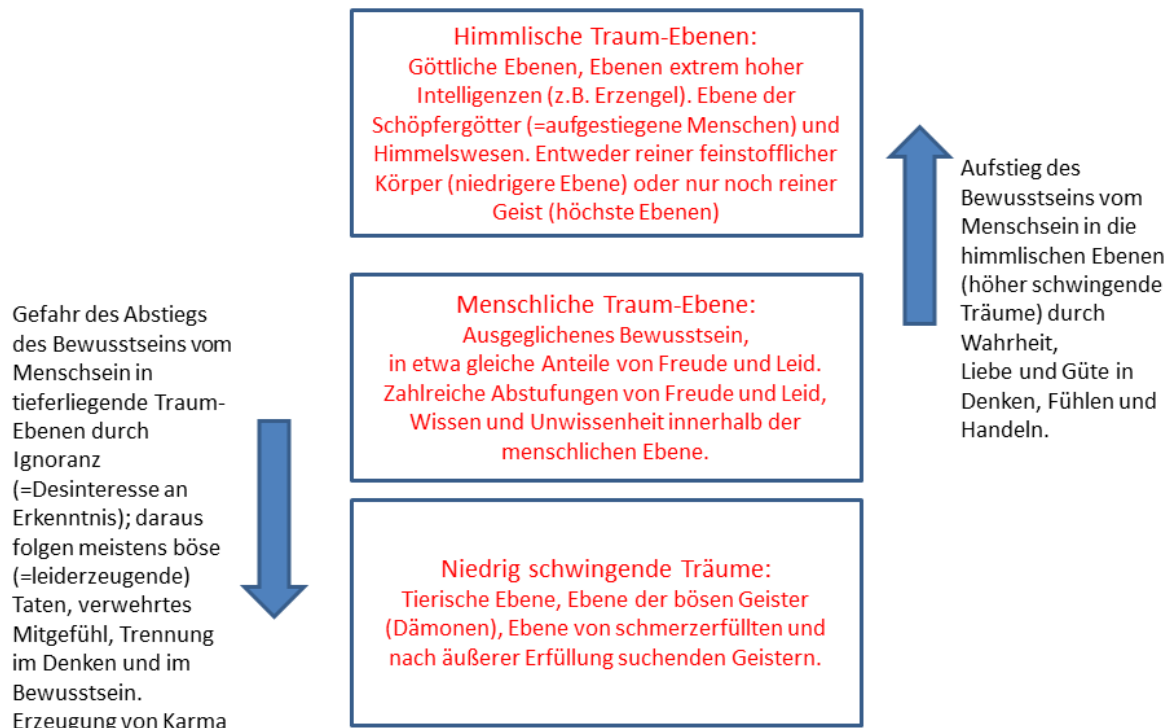 Himmlische Traum-Ebenen:
Göttliche Ebenen, Ebenen extrem hoher
Intelligenzen (z.B. Erzengel). Ebene der
Schöpfergötter (=aufgestiegene Menschen) und
Himmelswesen. Entweder reiner feinstofflicher
Körper (niedrigere Ebene) oder nur noch reiner
Geist (höchste Ebenen)
Aufstieg des
Bewusstseins vom
Menschsein in die
himmlischen Ebenen
(höher schwingende
Träume) durch
Wahrheit,
Liebe und Güte in
Denken, Fühlen und
Handeln.
Menschliche Traum-Ebene:
Ausgeglichenes Bewusstsein,
in etwa gleiche Anteile von Freude und Leid.
Zahlreiche Abstufungen von Freude und Leid,
Wissen und Unwissenheit innerhalb der
menschlichen Ebene.
Gefahr des Abstiegs
des Bewusstseins vom
Menschsein in
tieferliegende Traum-
Ebenen durch
Ignoranz
(=Desinteresse an
Erkenntnis); daraus
folgen meistens böse
(=leiderzeugende)
Taten, verwehrtes
Mitgefühl, Trennung
im Denken und im
Bewusstsein.
Erzeugung von Karma
Niedrig schwingende Träume:
Tierische Ebene, Ebene der bösen Geister
(Dämonen), Ebene von schmerzerfüllten und
nach äußerer Erfüllung suchenden Geistern.